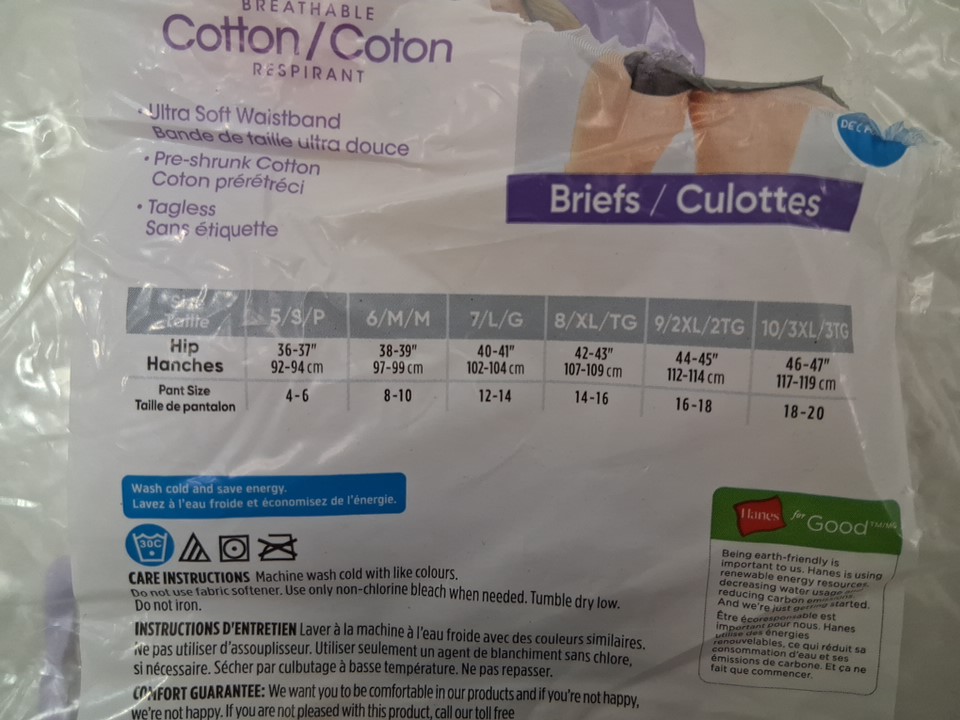 BREATHABLE
Cotton/Coton
RESPIRANT
• Ultra Soft Waistband
Bande de taille ultra douce
• Pre-shrunk Cotton
Coton prérétréci
• Tagless
Sans étiquette
Briefs / Culottes
Size
Taille
5/S/P 6/M/M 7/L/G 8/XL/TG 9/2XL/2TG 10/3XL/3TG
Hip
Hanches
36-37" 38-39" 40-41" 42-43" 44-45" 46-47"
92-94 cm 97-99 cm 102-104 cm 107-109 cm 112-114 cm 117-119 cm
Pant Size
Taille de pantalon
4-6 8-10 12-14 14-16 16-18 18-20
Wash cold and save energy.
Lavez à l'eau froide et économisez de l'énergie.
30C
CARE INSTRUCTIONS Machine wash cold with like colours.
Do not use fabric softener. Use only non-chlorine bleach when needed. Tumble dry low.
Do not iron.
INSTRUCTIONS D'ENTRETIEN Laver à la machine à l'eau froide avec des couleurs similaires.
Ne pas utiliser d'assouplisseur. Utiliser seulement un agent de blanchiment sans chlore,
si nécessaire. Sécher par culbutage à basse température. Ne pas repasser.
COMFORT GUARANTEE: We want you to be comfortable in our products and if you're not happy,
we're not happy. If you are not pleased with this product, call our toll free
Hanes for Good TM/MC
Being earth-friendly is
important to us. Hanes is using
renewable energy resources,
decreasing water usage and
reducing carbon emissions.
And we're just getting started.
Être écoresponsable est
important pour nous. Hanes
utilise des énergies
renouvelables, ce qui réduit sa
consommation d'eau et ses
émissions de carbone. Et ça ne
fait que commencer.